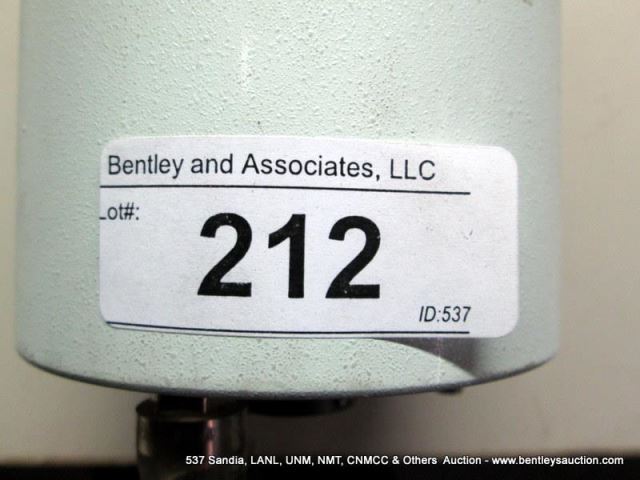 Bentley and Associates, LLC
Lot#:
212
ID:537
537 Sandia, LANL, UNM, NMT, CNMCC & Others Auction - www.bentleysauction.com